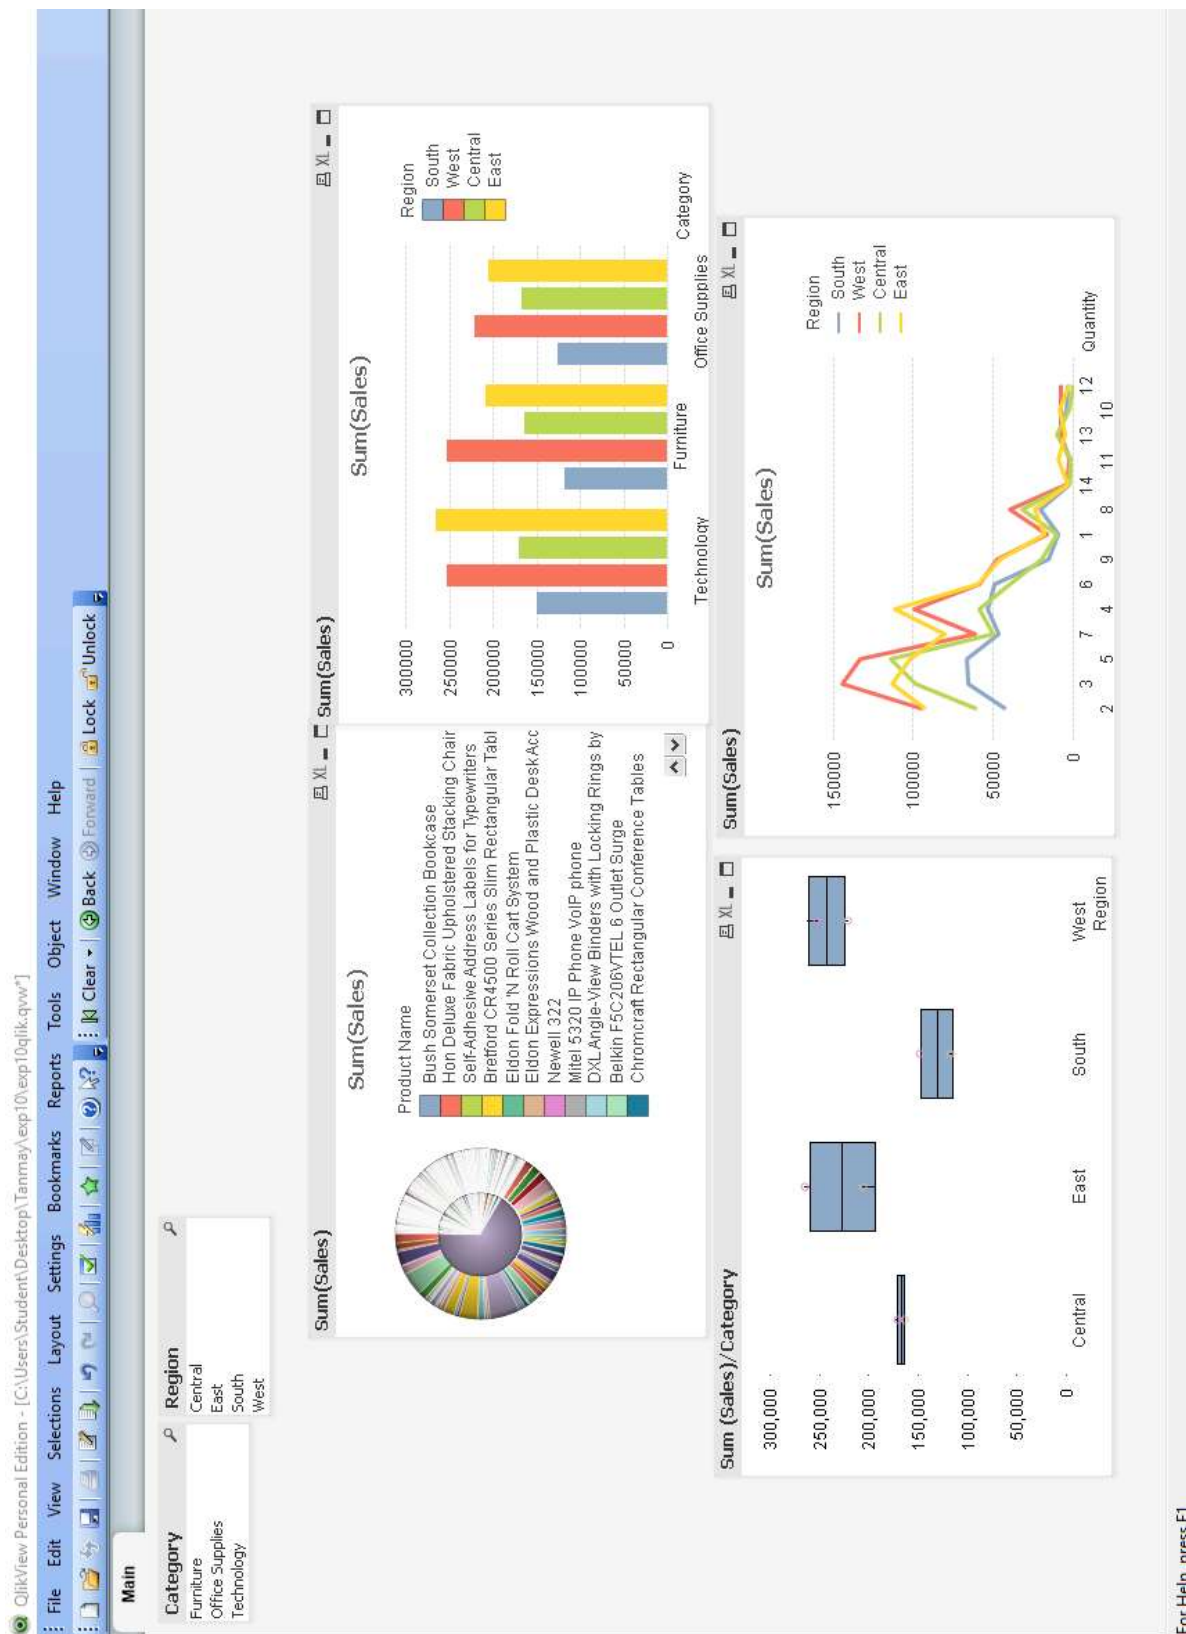 QlikView Personal Edition - [C:\Users\Student\Desktop\Tanmay\exp10\exp10qlik.qvw*]
File Edit View Selections Layout Settings Bookmarks Reports Tools Object Window Help
Clear Back Forward Lock Unlock
Main
Category
Furniture
Office Supplies
Technology
Region
Central
East
South
West
Sum(Sales)
XL
Sum(Sales)
Product Name
Bush Somerset Collection Bookcase
Hon Deluxe Fabric Upholstered Stacking Chair
Self-Adhesive Address Labels for Typewriters
Bretford CR4500 Series Slim Rectangular Tabl
Eldon Fold 'N Roll Cart System
Eldon Expressions Wood and Plastic Desk Acc
Newell 322
Mitel 5320 IP Phone VoIP phone
DXL Angle-View Binders with Locking Rings by
Belkin F5C206VTEL 6 Outlet Surge
Chromcraft Rectangular Conference Tables
Sum(Sales)
XL
Sum(Sales)
300000
250000
200000
150000
100000
50000
0
Technology Furniture Office Supplies Category
Region
South
West
Central
East
Sum (Sales)/Category
XL
300,000
250,000
200,000
150,000
100,000
50,000
0
Central East South West
Region
Sum(Sales)
XL
Sum(Sales)
150000
100000
50000
0
2 3 5 7 4 6 9 1 8 14 11 13 10 12
Quantity
Region
South
West
Central
East
For Help, press F1